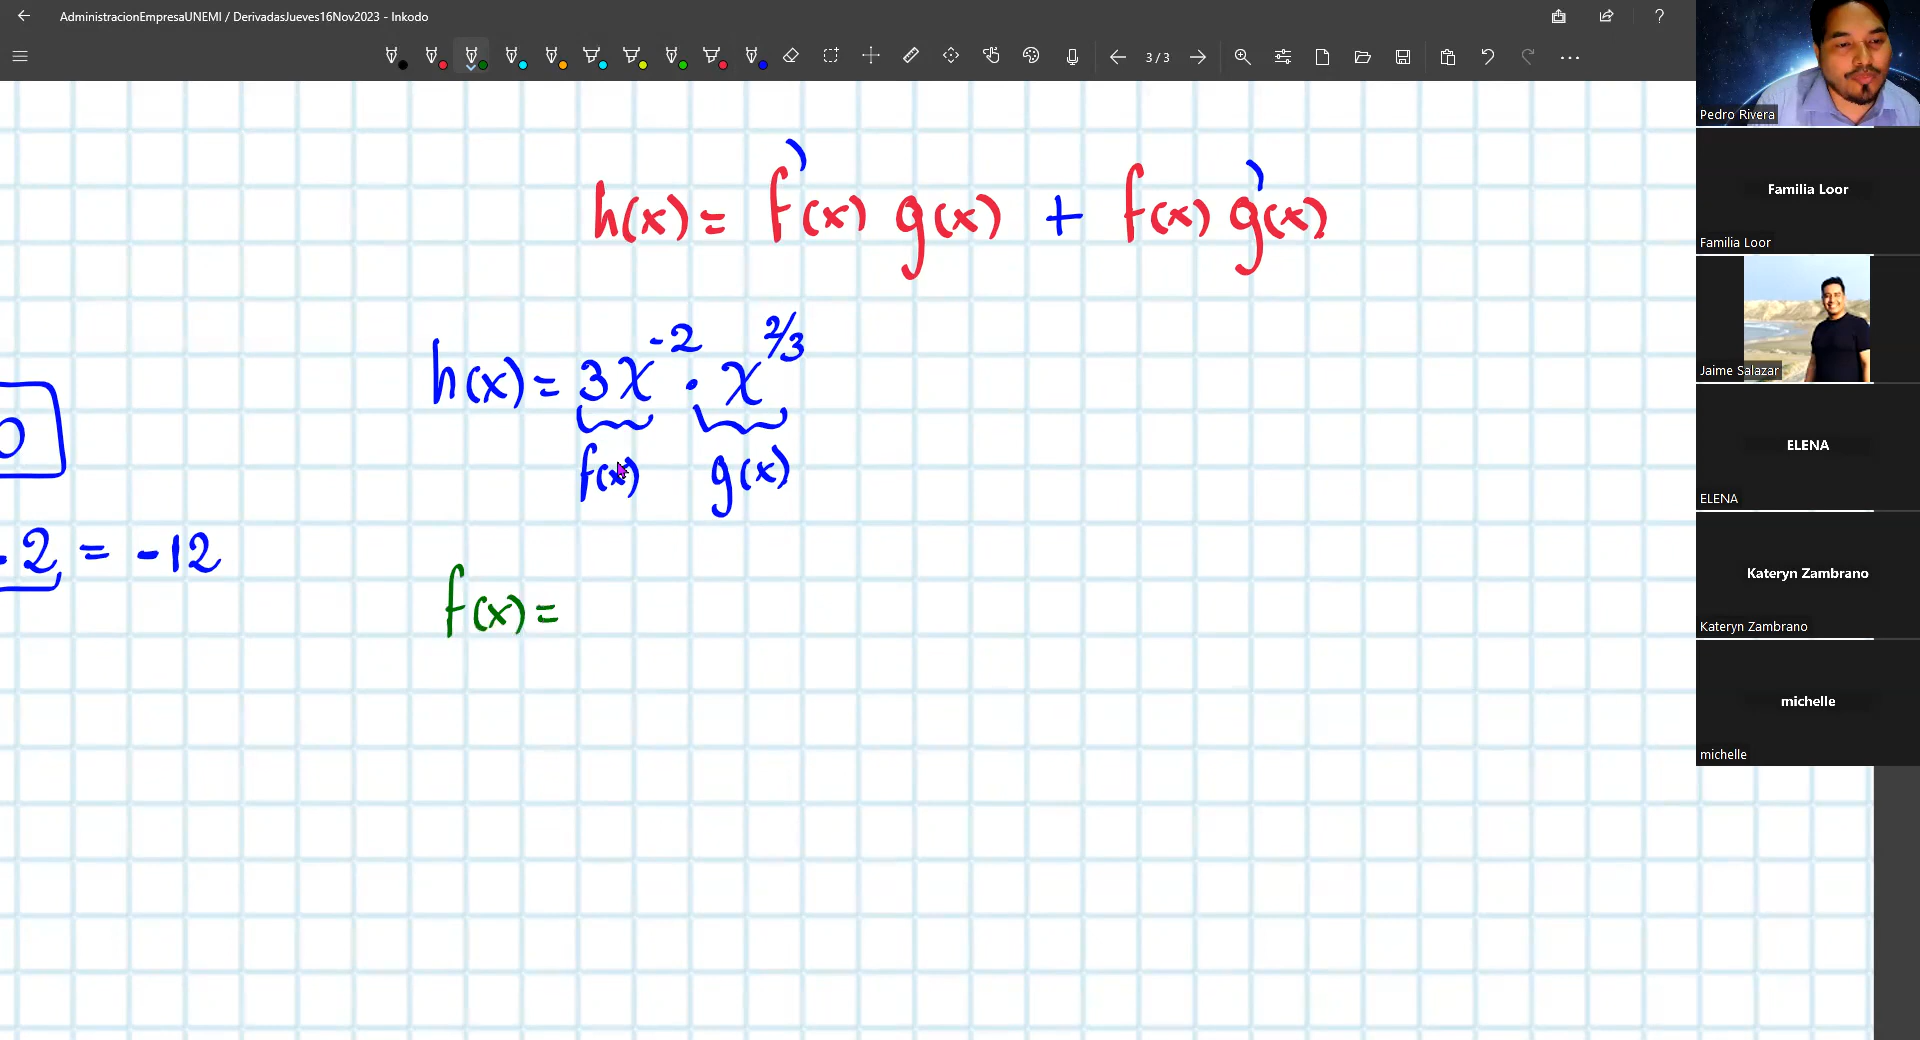 AdministracionEmpresaUNEMI / DerivadasJueves16Nov2023 - Inkodo
3 / 3
h(x) = f'(x) g(x) + f(x) g'(x)
h(x) = 3x^-2 · x^2/3
f(x) g(x)
0
· 2 = -12
f(x) =
Pedro Rivera
Familia Loor
Familia Loor
Jaime Salazar
ELENA
ELENA
Kateryn Zambrano
Kateryn Zambrano
michelle
michelle